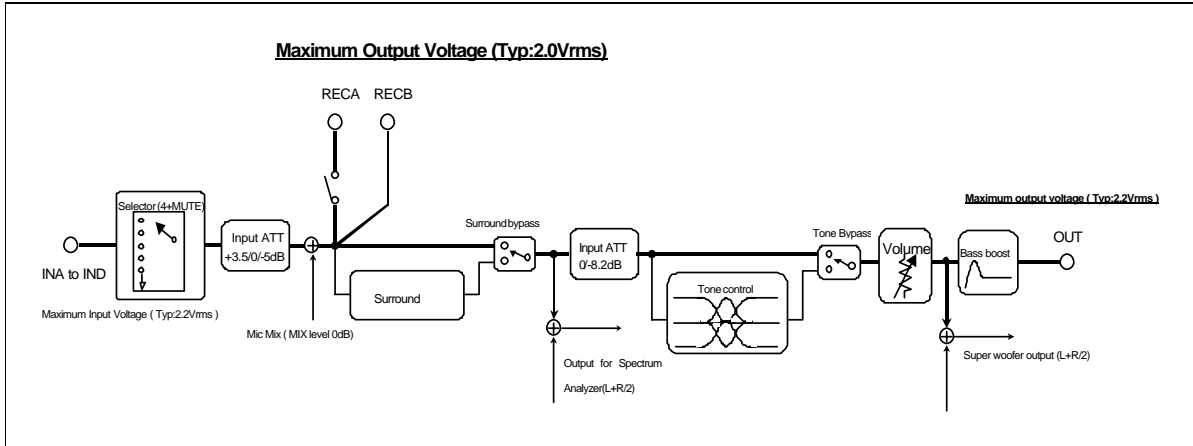 Maximum Output Voltage (Typ:2.0Vrms)
RECA RECB
Selector (4+MUTE)
Input ATT
+3.5/0/-5dB
INA to IND
Maximum Input Voltage ( Typ:2.2Vrms )
Mic Mix ( MIX level 0dB)
Surround
Surround bypass
Input ATT
0/-8.2dB
Output for Spectrum
Analyzer(L+R/2)
Tone control
Tone Bypass
Volume
Maximum output voltage ( Typ:2.2Vrms )
Bass boost
OUT
Super woofer output (L+R/2)